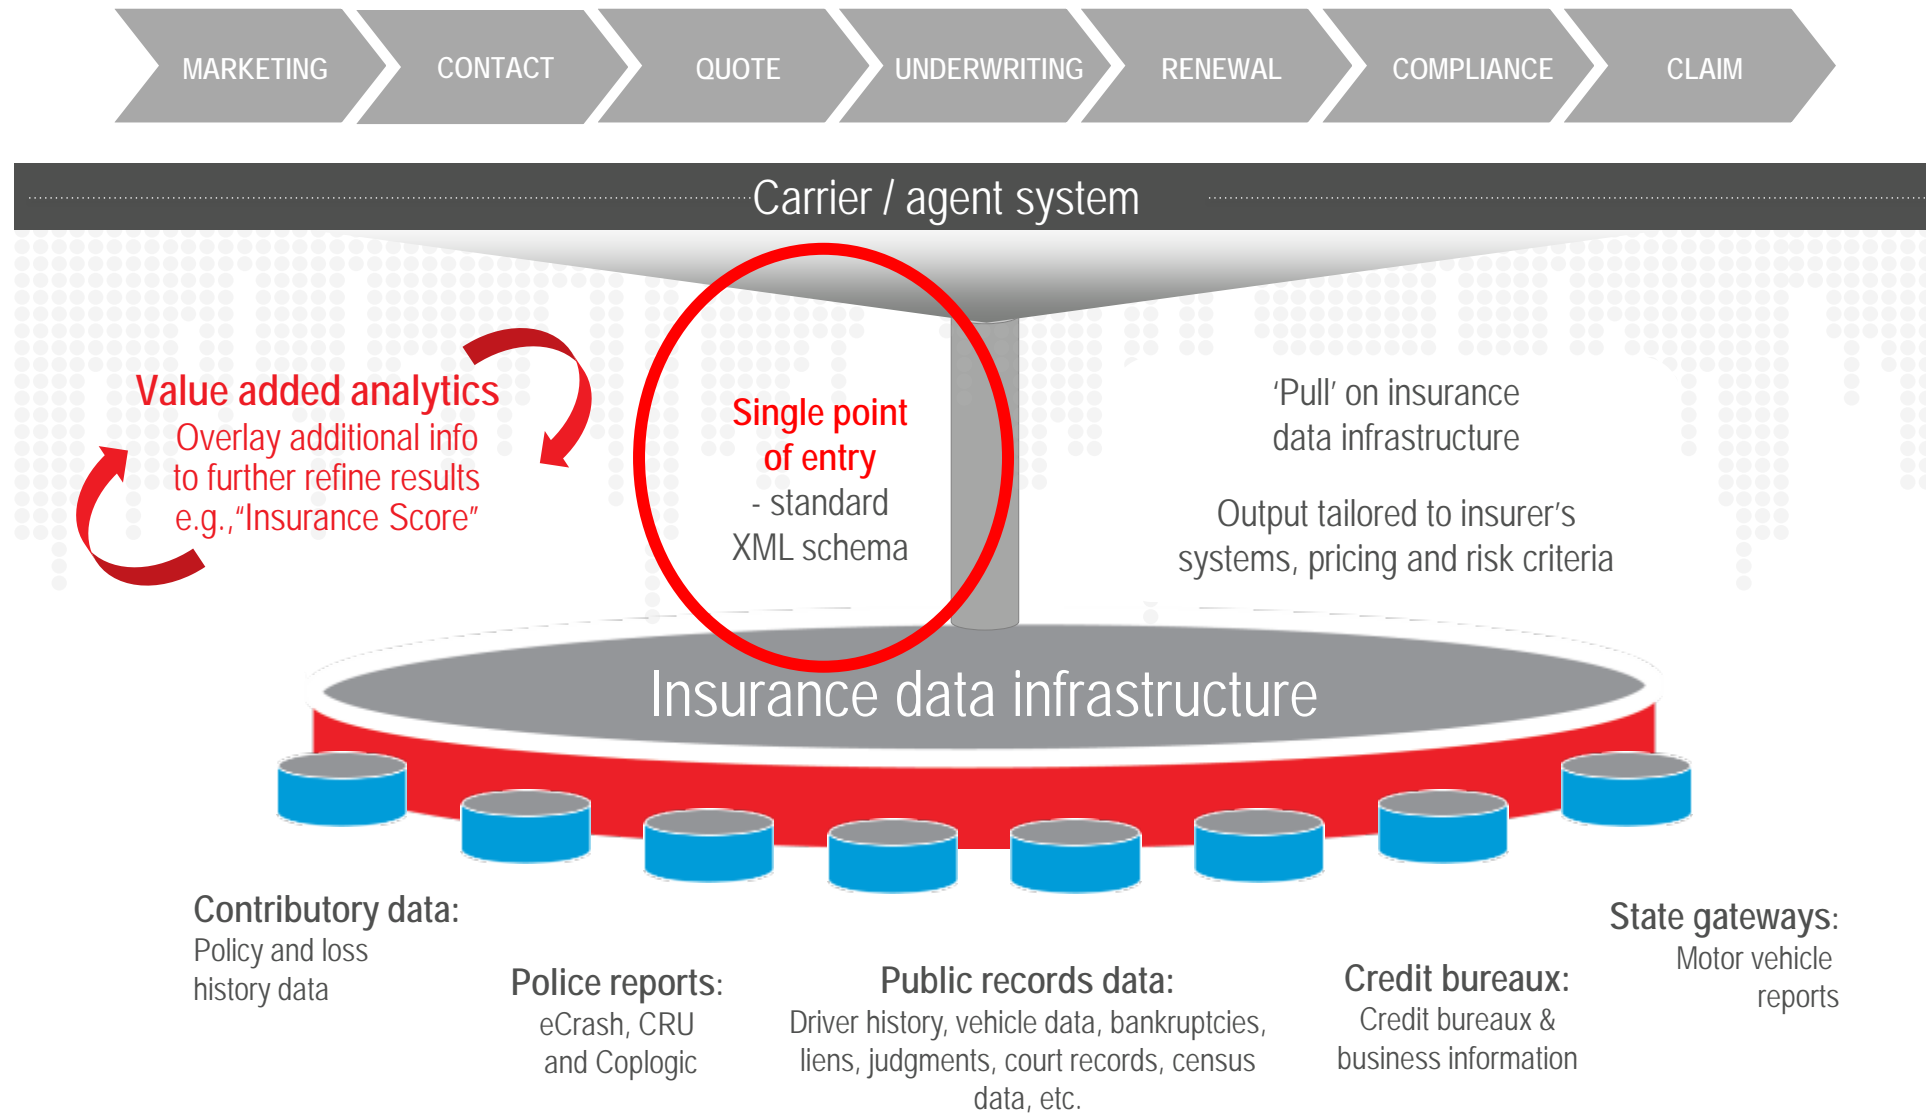 MARKETING
CONTACT
QUOTE
UNDERWRITING
RENEWAL
COMPLIANCE
CLAIM
Carrier / agent system
Value added analytics
Overlay additional info
to further refine results
e.g.,“Insurance Score”
Single point
of entry
- standard
XML schema
‘Pull’ on insurance
data infrastructure
Output tailored to insurer’s
systems, pricing and risk criteria
Insurance data infrastructure
Contributory data:
Policy and loss
history data
Police reports:
eCrash, CRU
and Coplogic
Public records data:
Driver history, vehicle data, bankruptcies,
liens, judgments, court records, census
data, etc.
Credit bureaux:
Credit bureaux &
business information
State gateways:
Motor vehicle
reports